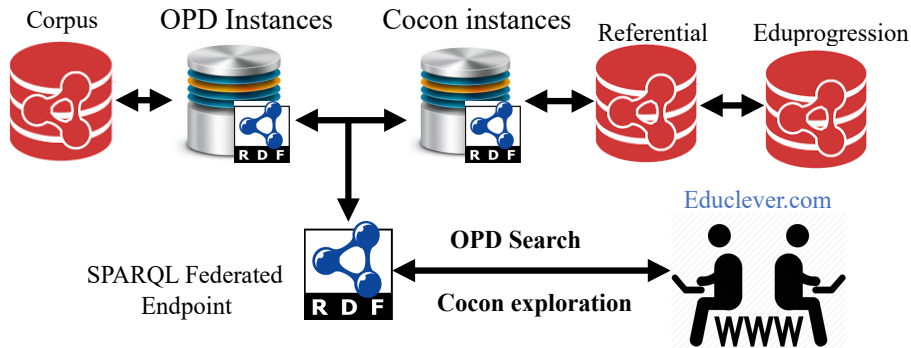 Corpus
OPD Instances
Cocon instances
Referential
Eduprogression
RDF
RDF
Educlever.com
OPD Search
SPARQL Federated
Endpoint
RDF
Cocon exploration
WWW